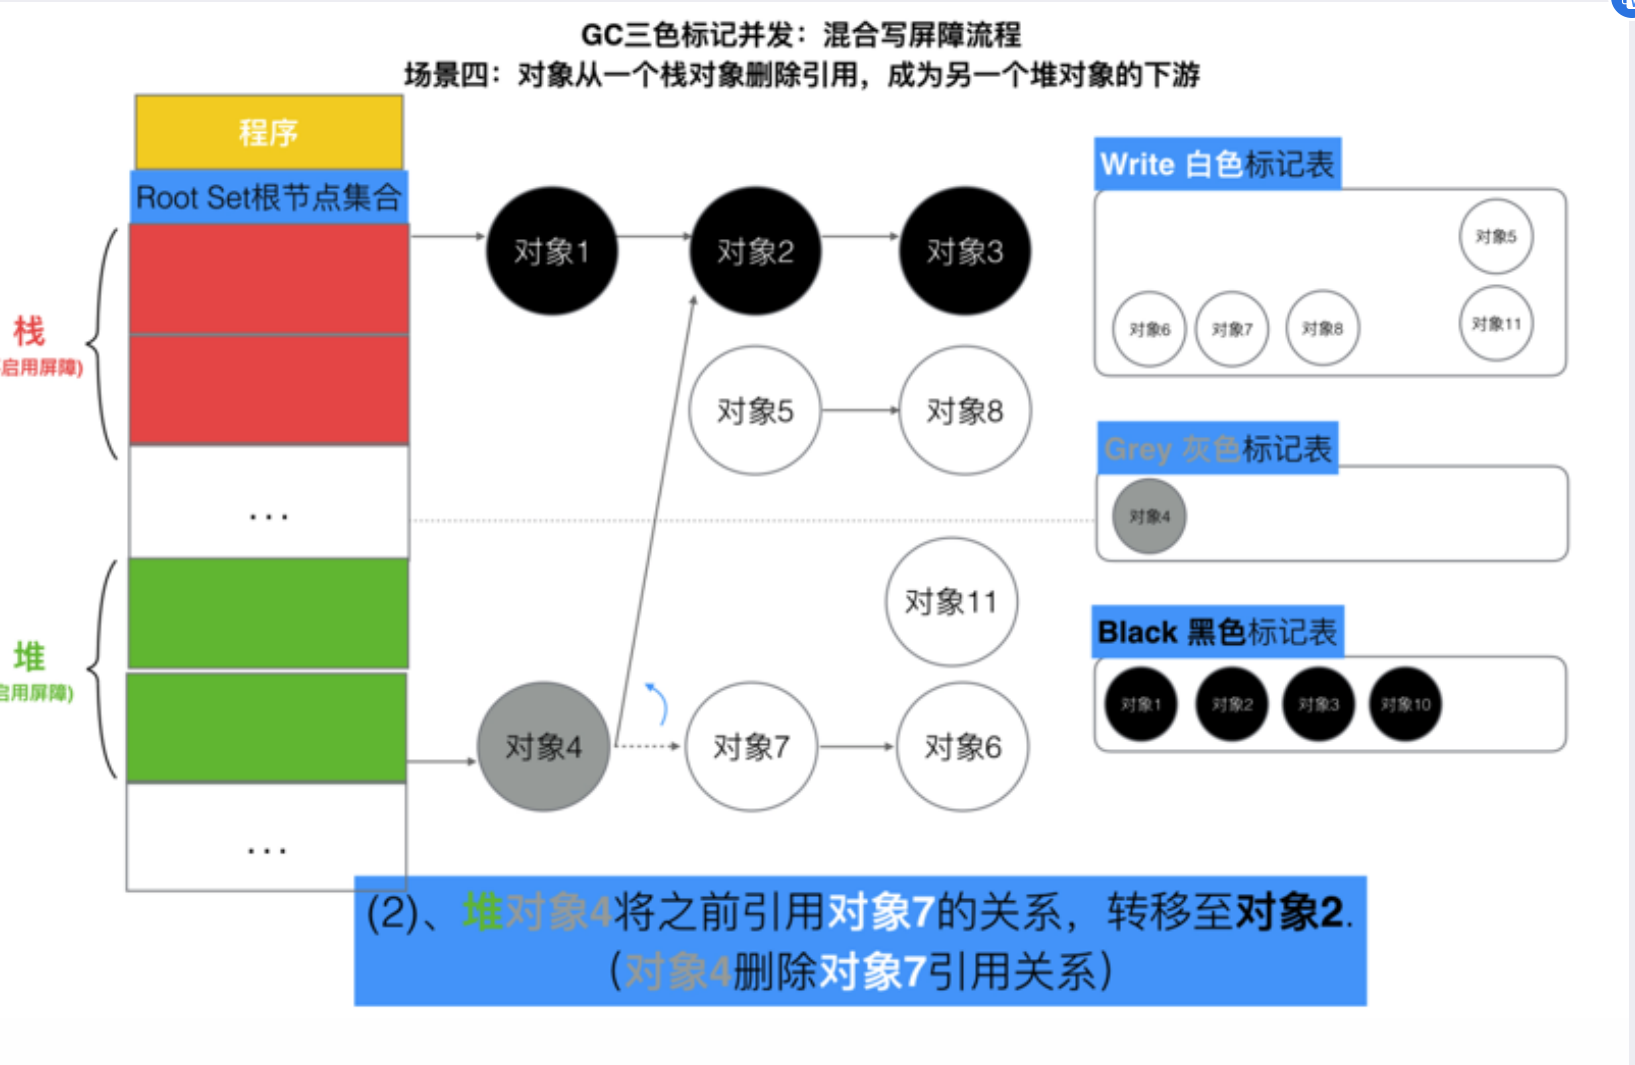 GC三色标记并发：混合写屏障流程
场景四：对象从一个栈对象删除引用，成为另一个堆对象的下游
程序
Root Set根节点集合
栈
启用屏障)
...
堆
启用屏障)
...
对象1
对象2
对象3
对象5
对象8
对象11
对象4
对象7
对象6
Write 白色标记表
对象5
对象6
对象7
对象8
对象11
Grey 灰色标记表
对象4
Black 黑色标记表
对象1
对象2
对象3
对象10
(2)、堆对象4将之前引用对象7的关系，转移至对象2.
（对象4删除对象7引用关系）